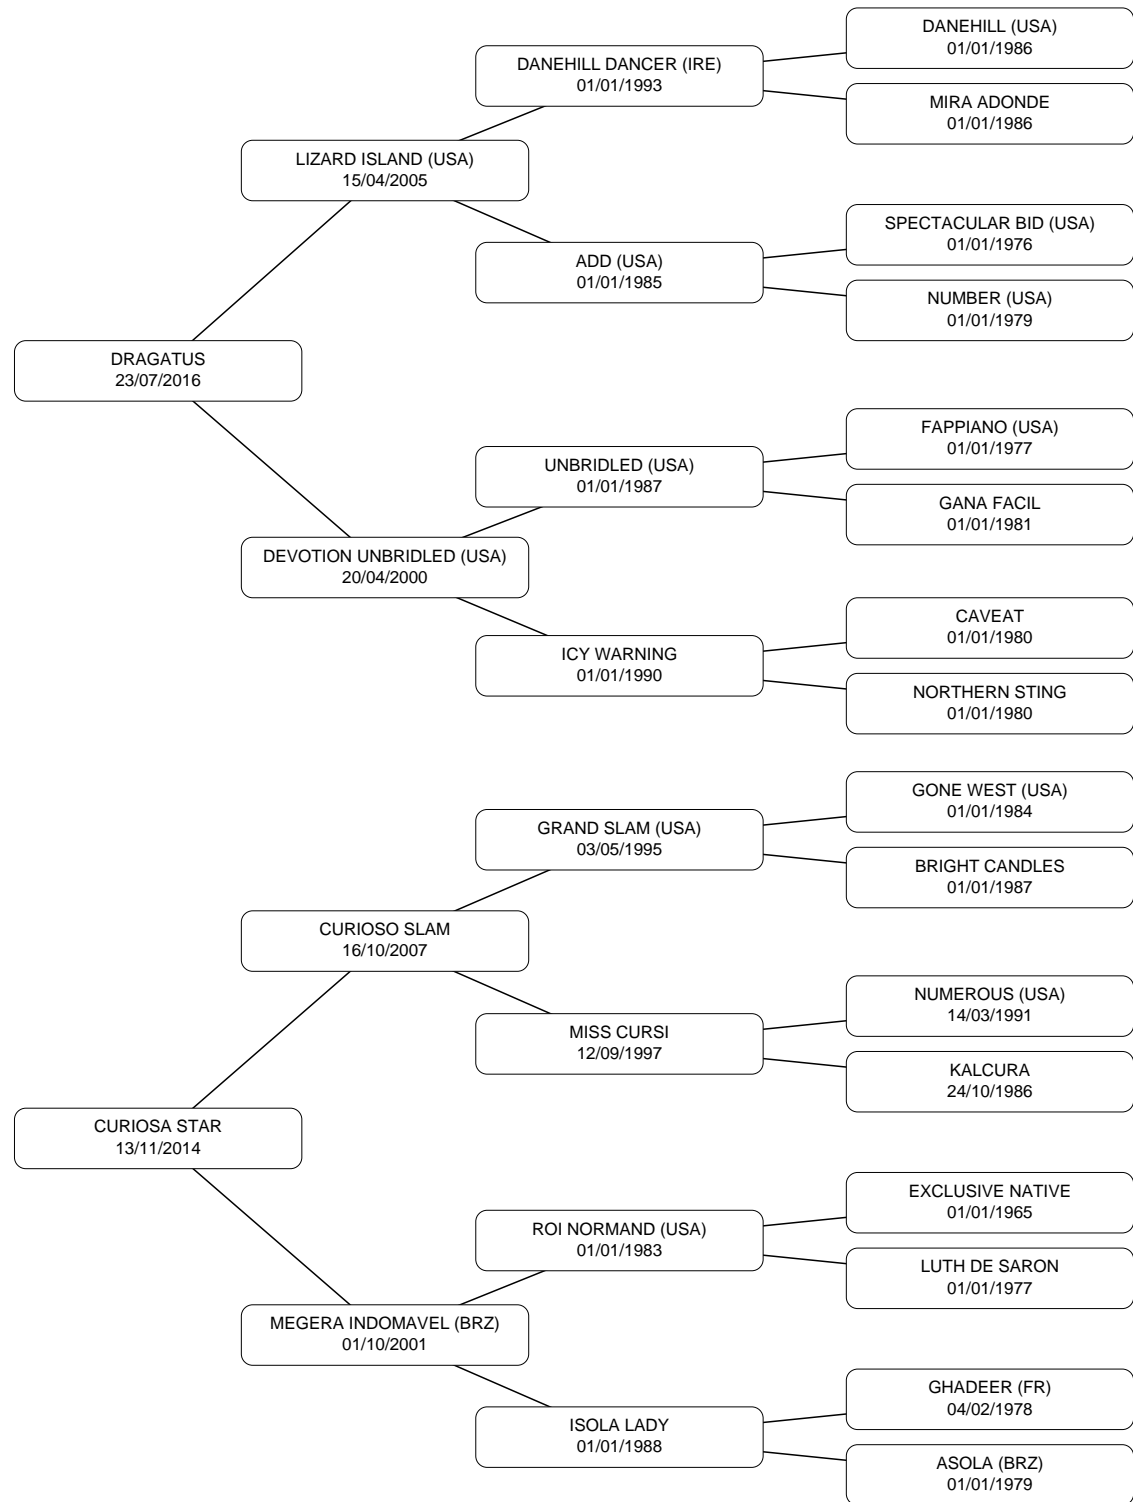 DANEHILL (USA)
01/01/1986
DANEHILL DANCER (IRE)
01/01/1993
MIRA ADONDE
01/01/1986
LIZARD ISLAND (USA)
15/04/2005
SPECTACULAR BID (USA)
01/01/1976
ADD (USA)
01/01/1985
NUMBER (USA)
01/01/1979
DRAGATUS
23/07/2016
FAPPIANO (USA)
01/01/1977
UNBRIDLED (USA)
01/01/1987
GANA FACIL
01/01/1981
DEVOTION UNBRIDLED (USA)
20/04/2000
CAVEAT
01/01/1980
ICY WARNING
01/01/1990
NORTHERN STING
01/01/1980
GONE WEST (USA)
01/01/1984
GRAND SLAM (USA)
03/05/1995
BRIGHT CANDLES
01/01/1987
CURIOSO SLAM
16/10/2007
NUMEROUS (USA)
14/03/1991
MISS CURSI
12/09/1997
KALCURA
24/10/1986
CURIOSA STAR
13/11/2014
EXCLUSIVE NATIVE
01/01/1965
ROI NORMAND (USA)
01/01/1983
LUTH DE SARON
01/01/1977
MEGERA INDOMAVEL (BRZ)
01/10/2001
GHADEER (FR)
04/02/1978
ISOLA LADY
01/01/1988
ASOLA (BRZ)
01/01/1979